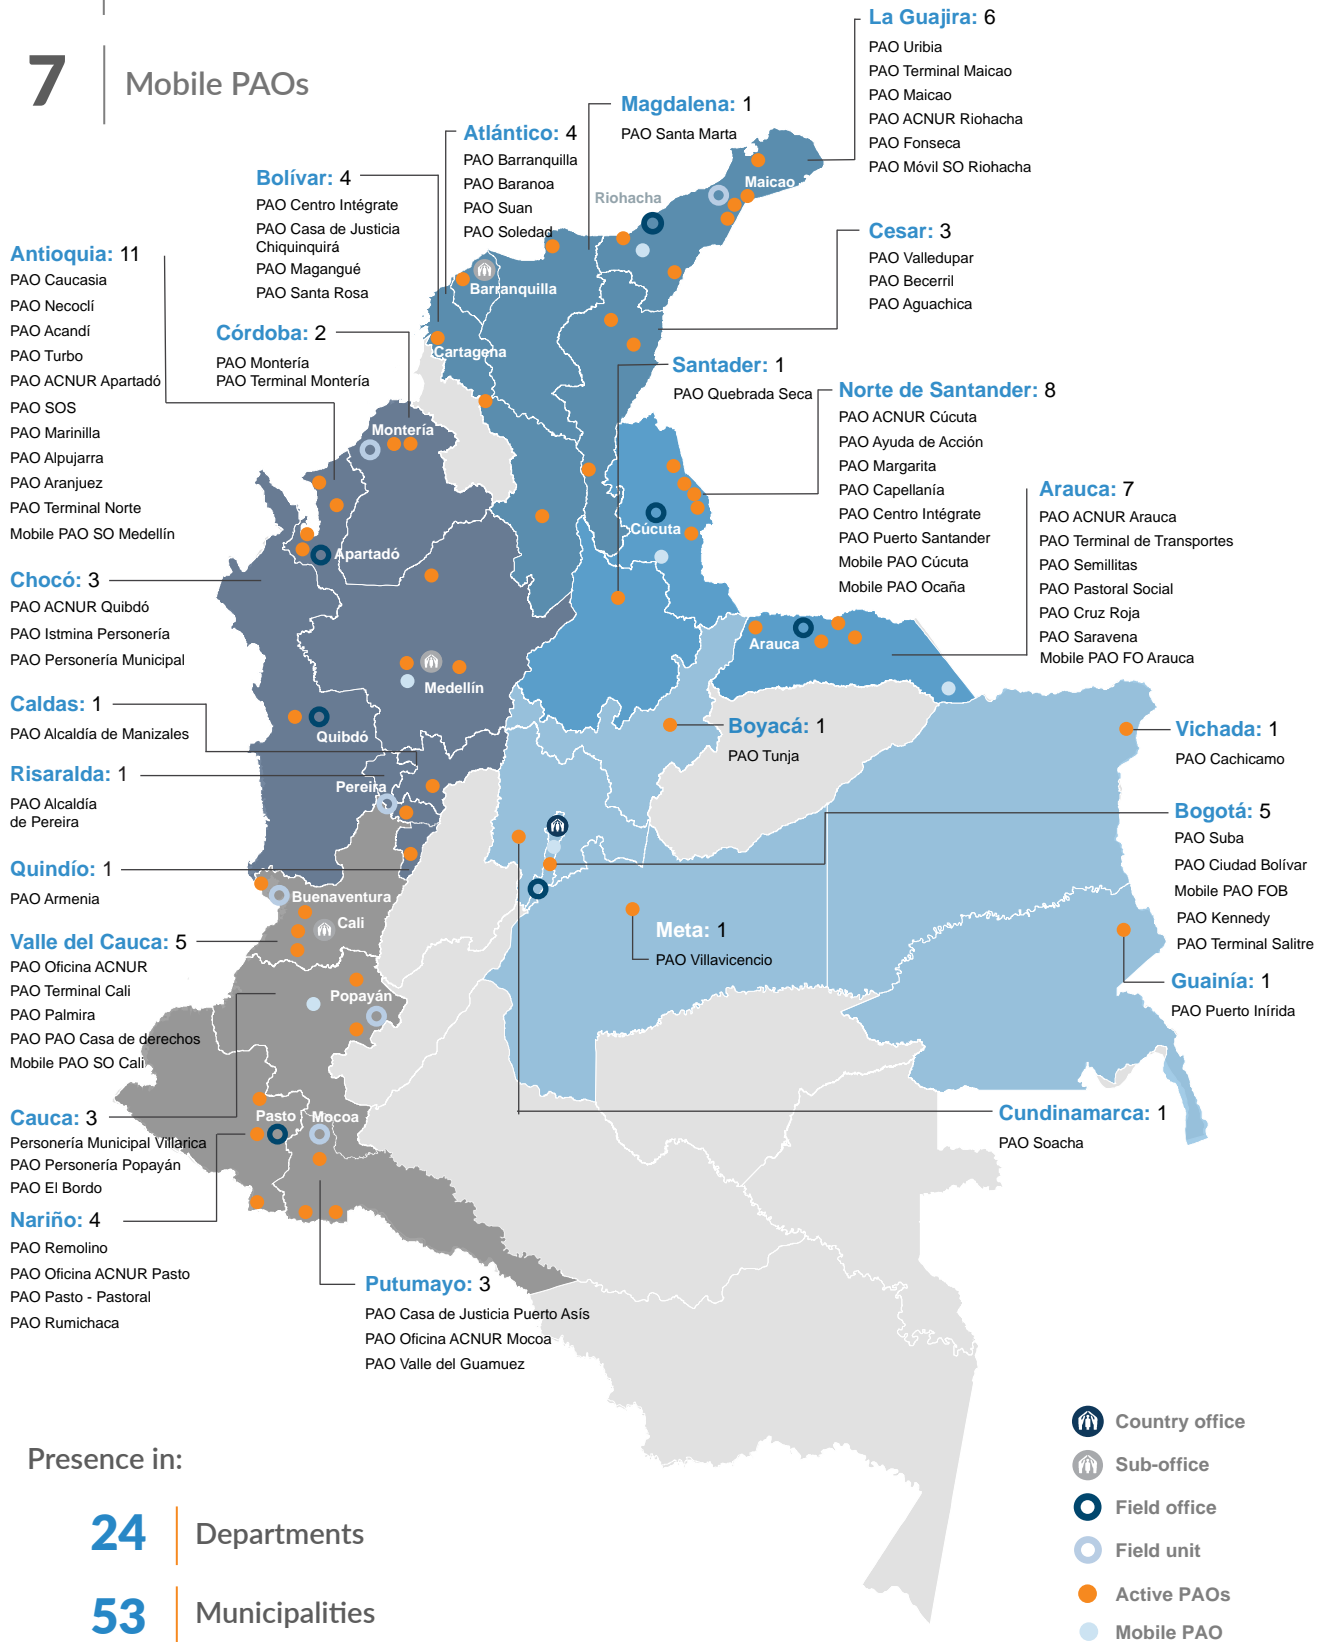 7
Mobile PAOs
La Guajira: 6
PAO Uribia
PAO Terminal Maicao
PAO Maicao
PAO ACNUR Riohacha
PAO Fonseca
PAO Móvil SO Riohacha
Magdalena: 1
PAO Santa Marta
Atlántico: 4
PAO Barranquilla
PAO Baranoa
PAO Suan
PAO Soledad
Bolívar: 4
PAO Centro Intégrate
PAO Casa de Justicia
Chiquinquirá
PAO Magangué
PAO Santa Rosa
Cesar: 3
PAO Valledupar
PAO Becerril
PAO Aguachica
Antioquia: 11
PAO Caucasia
PAO Necoclí
PAO Acandí
PAO Turbo
PAO ACNUR Apartadó
PAO SOS
PAO Marinilla
PAO Alpujarra
PAO Aranjuez
PAO Terminal Norte
Mobile PAO SO Medellín
Córdoba: 2
PAO Montería
PAO Terminal Montería
Santader: 1
PAO Quebrada Seca
Norte de Santander: 8
PAO ACNUR Cúcuta
PAO Ayuda de Acción
PAO Margarita
PAO Capellanía
PAO Centro Intégrate
PAO Puerto Santander
Mobile PAO Cúcuta
Mobile PAO Ocaña
Arauca: 7
PAO ACNUR Arauca
PAO Terminal de Transportes
PAO Semillitas
PAO Pastoral Social
PAO Cruz Roja
PAO Saravena
Mobile PAO FO Arauca
Chocó: 3
PAO ACNUR Quibdó
PAO Istmina Personería
PAO Personería Municipal
Caldas: 1
PAO Alcaldía de Manizales
Risaralda: 1
PAO Alcaldía
de Pereira
Quindío: 1
PAO Armenia
Valle del Cauca: 5
PAO Oficina ACNUR
PAO Terminal Cali
PAO Palmira
PAO PAO Casa de derechos
Mobile PAO SO Cali
Cauca: 3
Personería Municipal Villarica
PAO Personería Popayán
PAO El Bordo
Nariño: 4
PAO Remolino
PAO Oficina ACNUR Pasto
PAO Pasto - Pastoral
PAO Rumichaca
Putumayo: 3
PAO Casa de Justicia Puerto Asís
PAO Oficina ACNUR Mocoa
PAO Valle del Guamuez
Boyacá: 1
PAO Tunja
Vichada: 1
PAO Cachicamo
Bogotá: 5
PAO Suba
PAO Ciudad Bolívar
Mobile PAO FOB
PAO Kennedy
PAO Terminal Salitre
Meta: 1
PAO Villavicencio
Guainía: 1
PAO Puerto Inírida
Cundinamarca: 1
PAO Soacha
Riohacha
Maicao
Barranquilla
Cartagena
Montería
Apartadó
Cúcuta
Arauca
Medellín
Quibdó
Pereira
Buenaventura
Cali
Popayán
Pasto
Mocoa
Presence in:
24
Departments
53
Municipalities
Country office
Sub-office
Field office
Field unit
Active PAOs
Mobile PAO